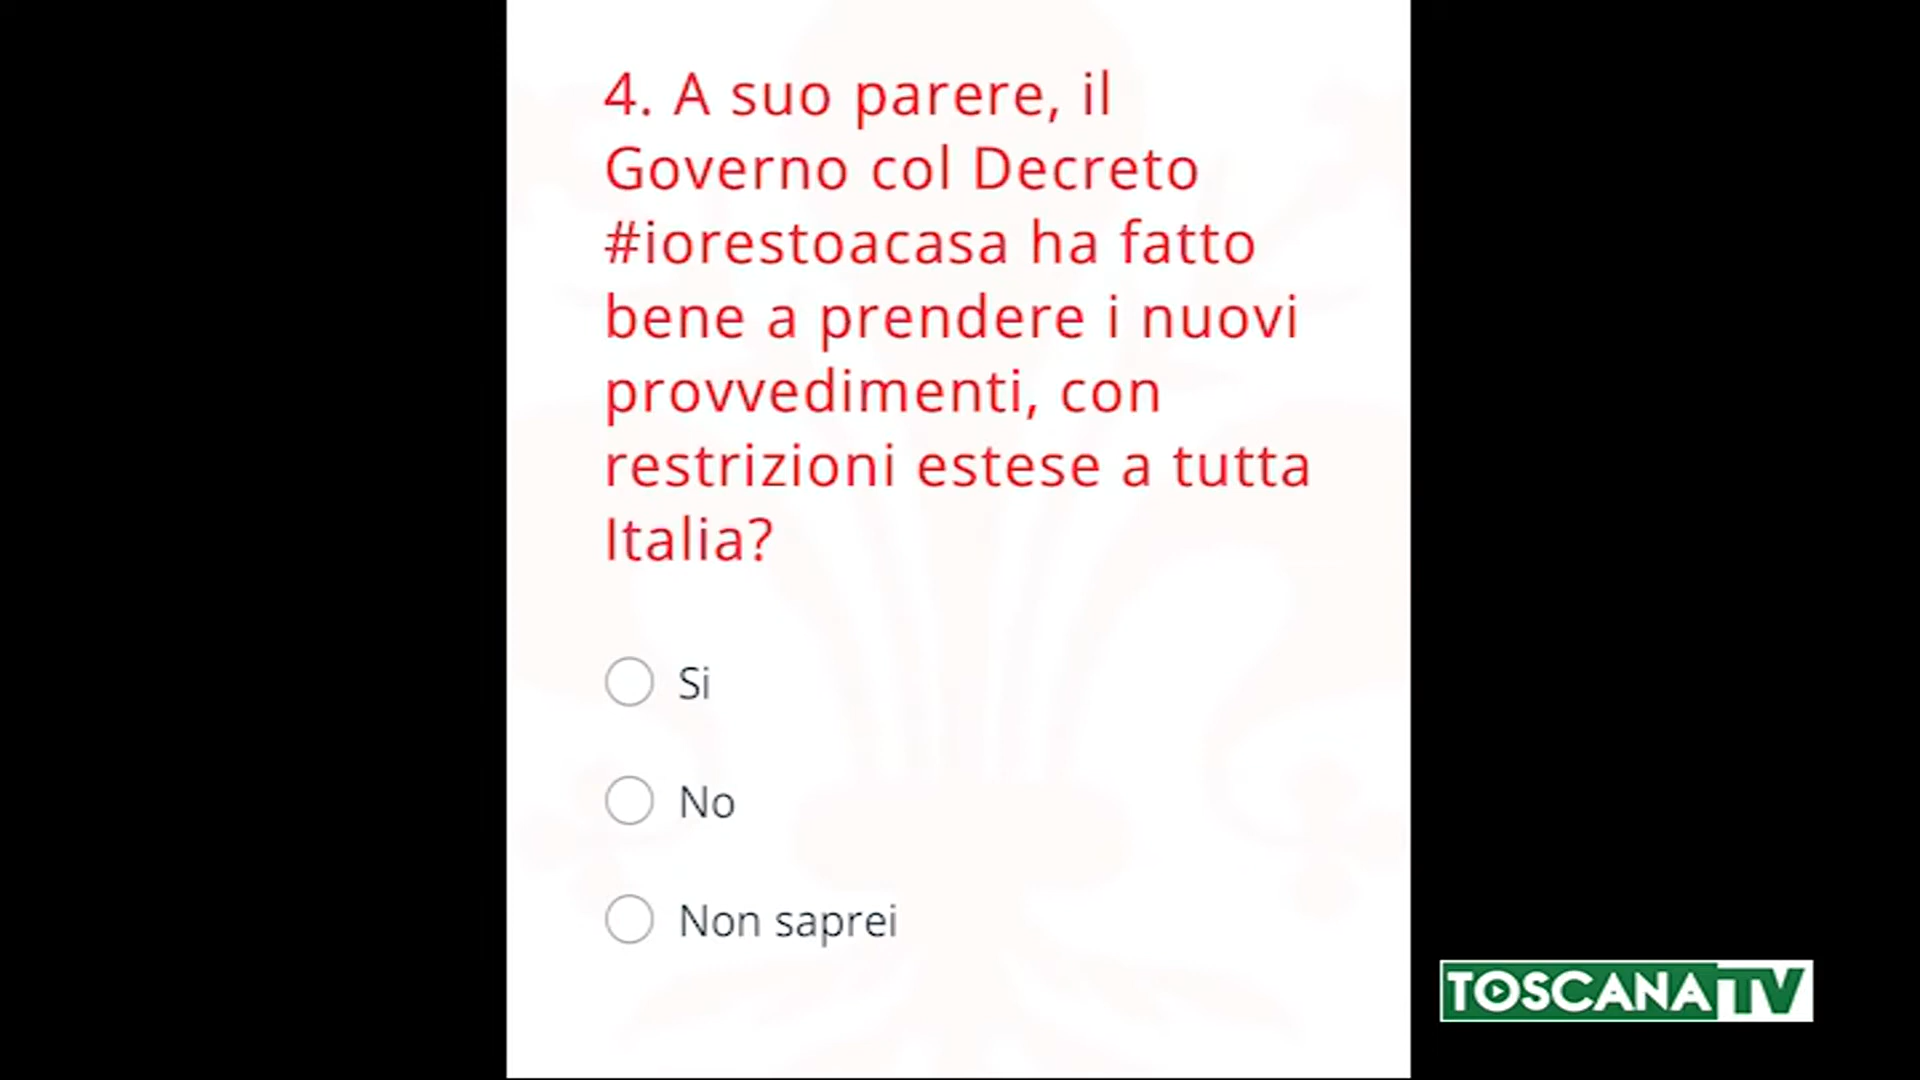 4. A suo parere, il
Governo col Decreto
#iorestoacasa ha fatto
bene a prendere i nuovi
provvedimenti, con
restrizioni estese a tutta
Italia?
Si
No
Non saprei
TOSCANA TV